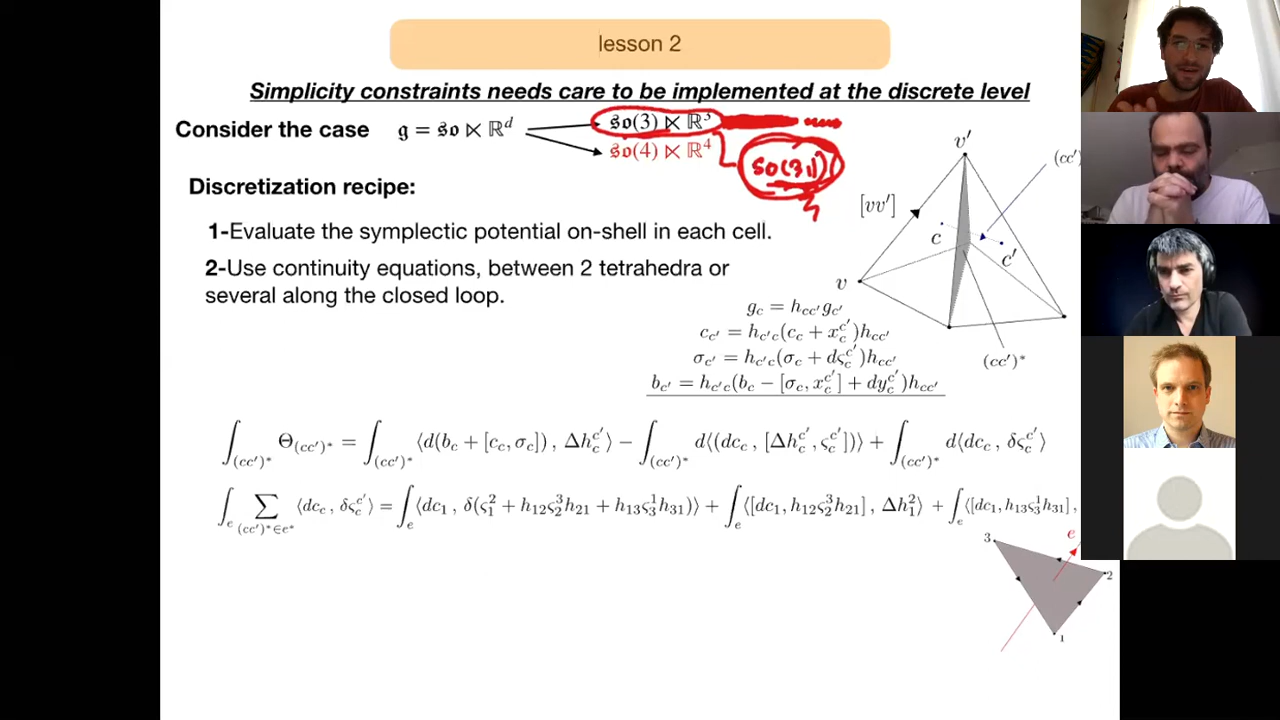 lesson 2
Simplicity constraints needs care to be implemented at the discrete level
Consider the case 𝔤 = 𝔰𝔬 ⋉ ℝᵈ
𝔰𝔬(3) ⋉ ℝ³
𝔰𝔬(4) ⋉ ℝ⁴
so(3,1)
Discretization recipe:
1-Evaluate the symplectic potential on-shell in each cell.
2-Use continuity equations, between 2 tetrahedra or
several along the closed loop.
v'
(cc')
[vv']
c
c'
v
(cc')*
g_c = h_{cc'} g_{c'}
c_{c'} = h_{c'c}(c_c + x_c^{c'})h_{cc'}
σ_{c'} = h_{c'c}(σ_c + dς_c^{c'})h_{cc'}
b_{c'} = h_{c'c}(b_c − [σ_c, x_c^{c'}] + dy_c^{c'})h_{cc'}
∫_{(cc')*} Θ_{(cc')*} = ∫_{(cc')*} ⟨d(b_c + [c_c, σ_c]), Δh_c^{c'}⟩ − ∫_{(cc')*} d⟨(dc_c, [Δh_c^{c'}, ς_c^{c'}])⟩ + ∫_{(cc')*} d⟨dc_c, δς_c^{c'}⟩
∫_e Σ_{(cc')*∈e*} ⟨dc_c, δς_c^{c'}⟩ = ∫_e ⟨dc_1, δ(ς_1^2 + h_{12}ς_2^3h_{21} + h_{13}ς_3^1h_{31})⟩ + ∫_e ⟨[dc_1, h_{12}ς_2^3h_{21}], Δh_1^2⟩ + ∫_e ⟨[dc_1, h_{13}ς_3^1h_{31}],
3
e
2
1